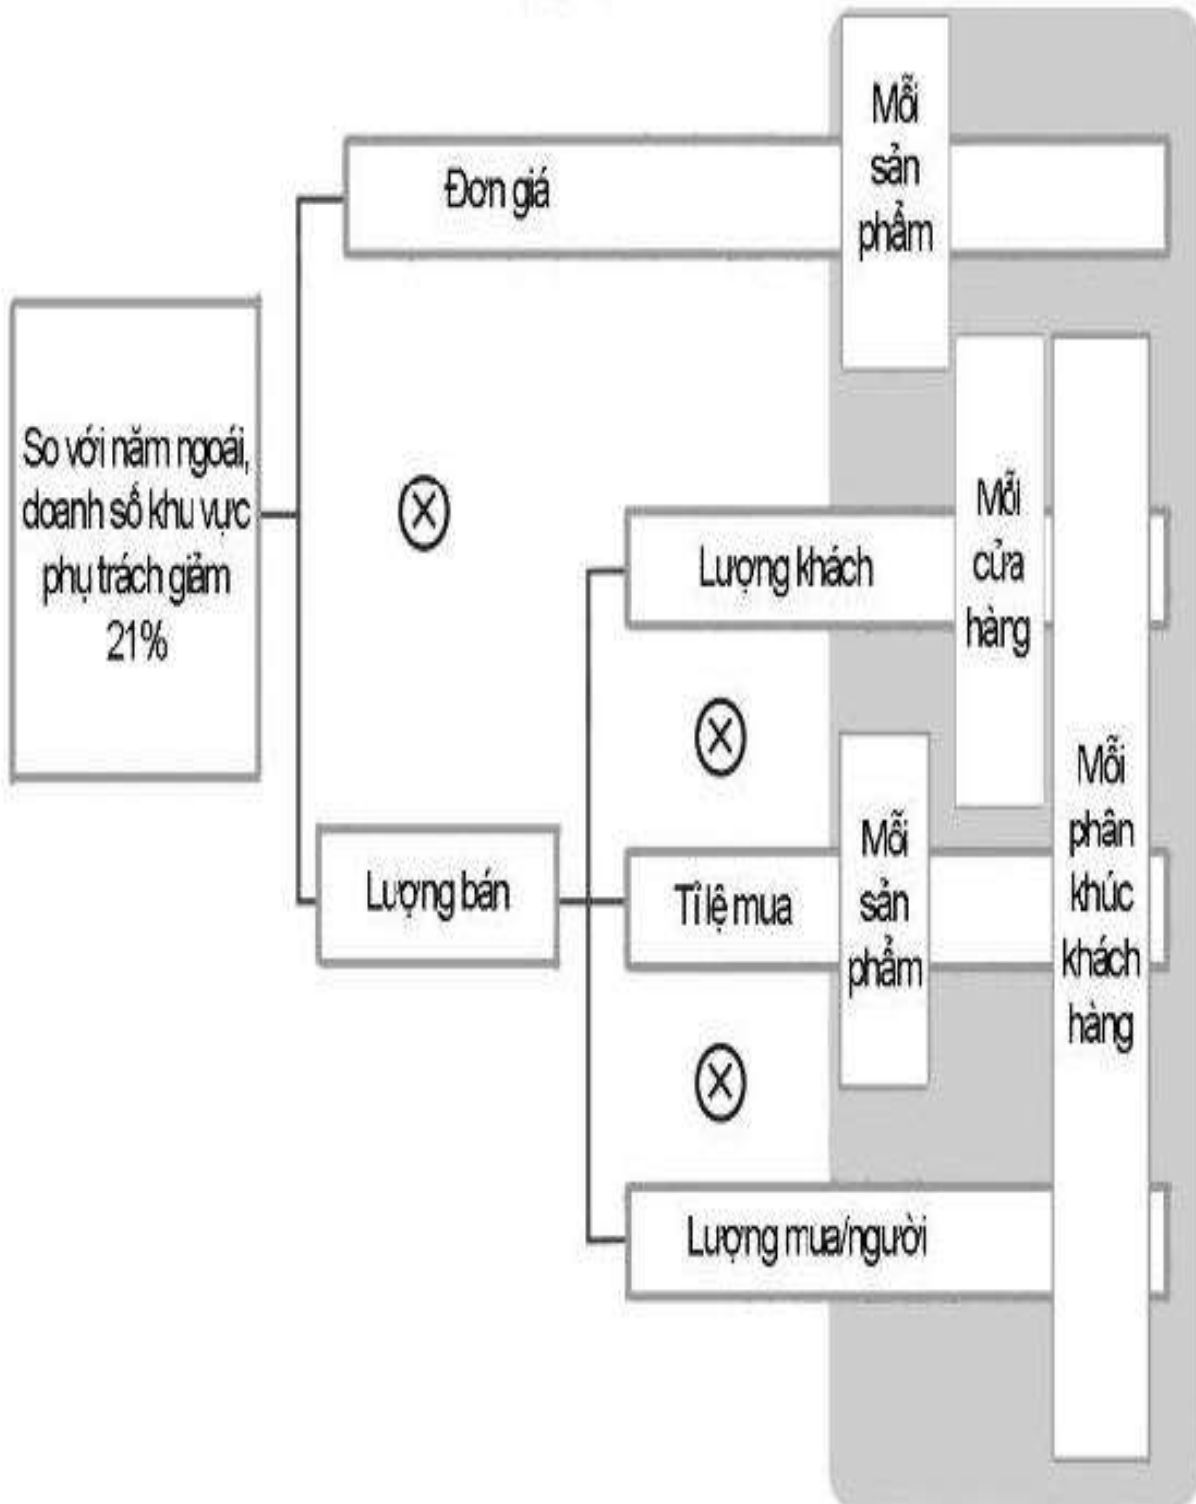 Mỗi
sản
phẩm
Đơn giá
So với năm ngoái,
doanh số khu vực
phụ trách giảm
21%
Lượng khách
Mỗi
cửa
hàng
Lượng bán
Tỉ lệ mua
Mỗi
sản
phẩm
Mỗi
phân
khúc
khách
hàng
Lượng mua/người